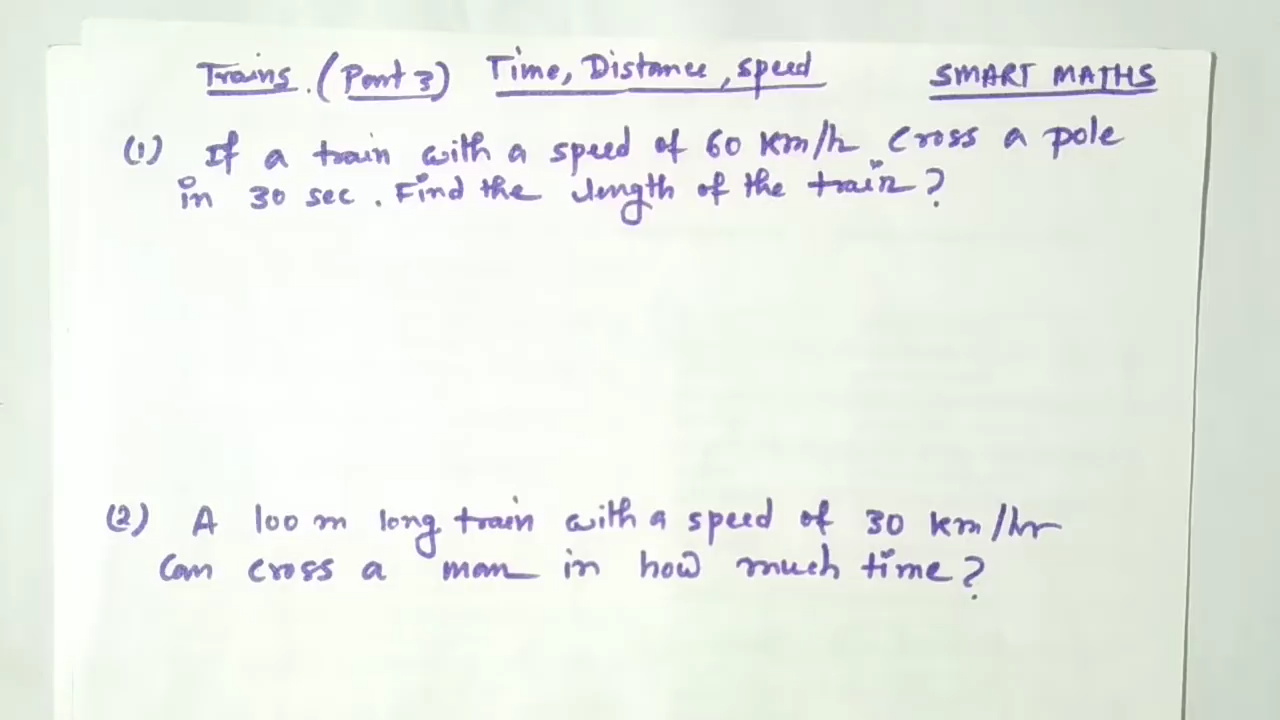 Trains. (Part 3) Time, Distance, speed SMART MATHS
(1) If a train with a speed of 60 Km/h cross a pole
in 30 sec. Find the length of the train?
(2) A 100 m long train with a speed of 30 km/hr
Can cross a man in how much time?